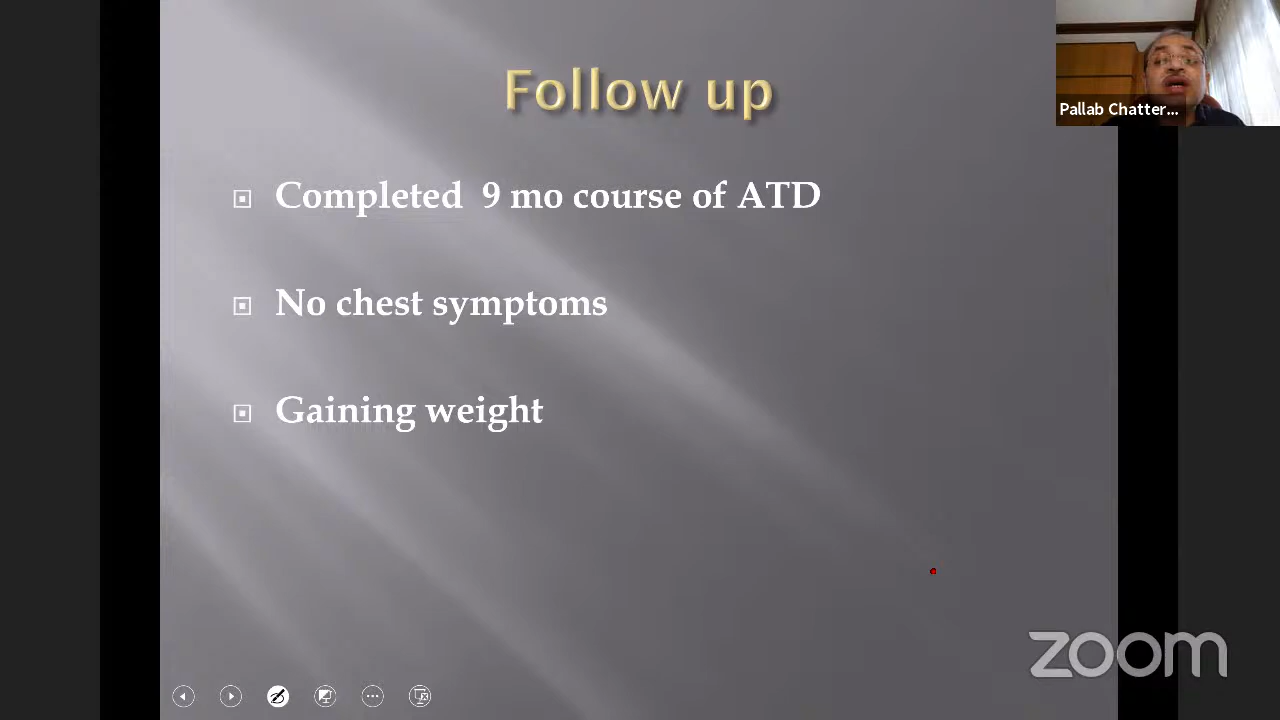 Follow up
Pallab Chatter...
Completed 9 mo course of ATD
No chest symptoms
Gaining weight
zoom